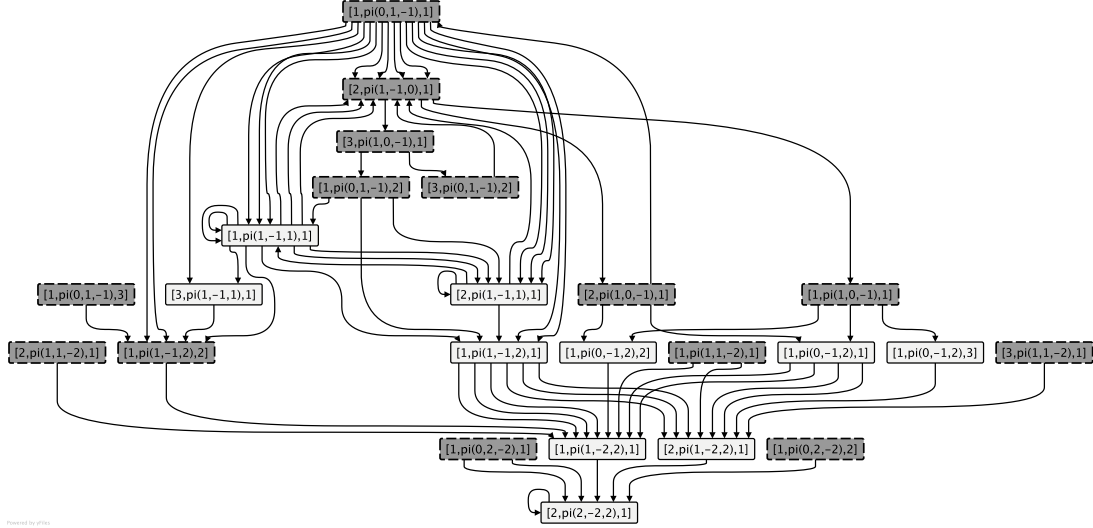 [1,pi(0,1,-1),1]
[2,pi(1,-1,0),1]
[3,pi(1,0,-1),1]
[1,pi(0,1,-1),2] [3,pi(0,1,-1),2]
[1,pi(1,-1,1),1]
[1,pi(0,1,-1),3] [3,pi(1,-1,1),1] [2,pi(1,-1,1),1] [2,pi(1,0,-1),1] [1,pi(1,0,-1),1]
[2,pi(1,1,-2),1] [1,pi(1,-1,2),2] [1,pi(1,-1,2),1] [1,pi(0,-1,2),2] [1,pi(1,1,-2),1] [1,pi(0,-1,2),1] [1,pi(0,-1,2),3] [3,pi(1,1,-2),1]
[1,pi(0,2,-2),1] [1,pi(1,-2,2),1] [2,pi(1,-2,2),1] [1,pi(0,2,-2),2]
[2,pi(2,-2,2),1]
Powered by yFiles